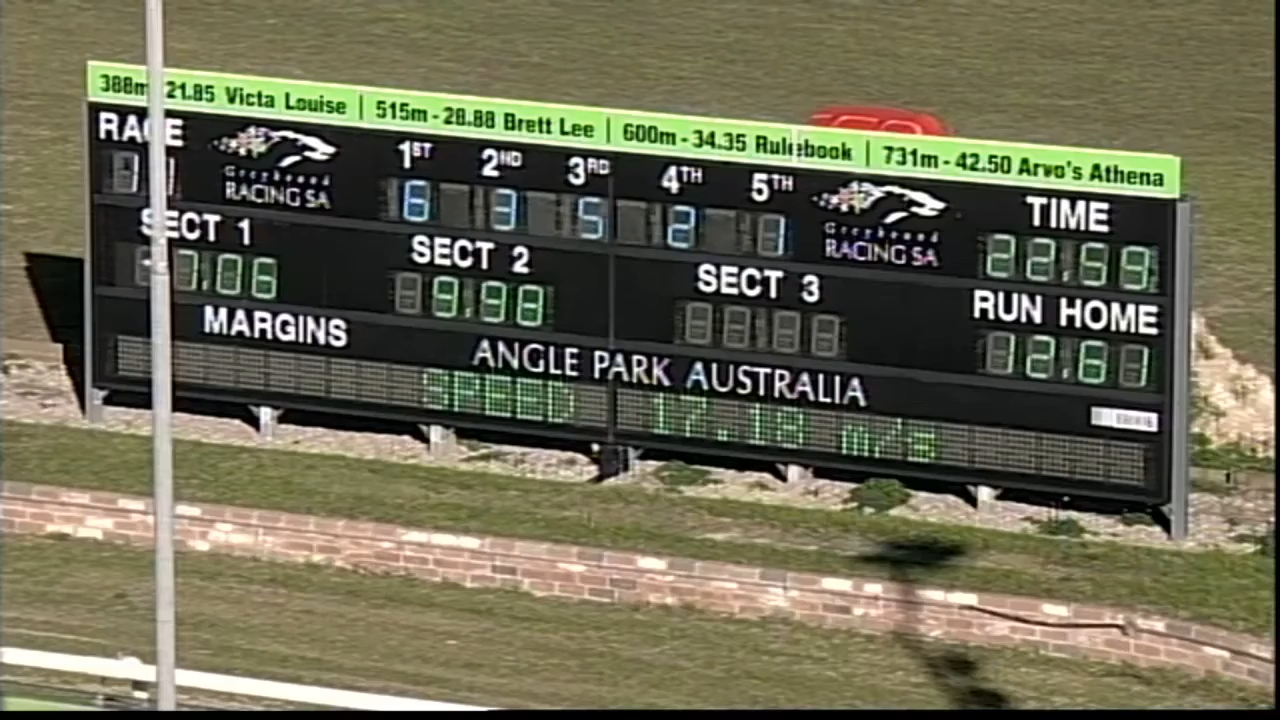 388m 21.85 Victa Louise | 515m - 28.88 Brett Lee | 600m - 34.35 Rulebook | 731m - 42.50 Arvo's Athena
RACE
Greyhound
RACING SA
1ST 2ND 3RD 4TH 5TH
6 3 5 2 1
Greyhound
RACING SA
TIME
22.59
SECT 1
7.06
SECT 2
9.98
SECT 3
RUN HOME
12.61
MARGINS
ANGLE PARK AUSTRALIA
SPEED 17.18 m/s